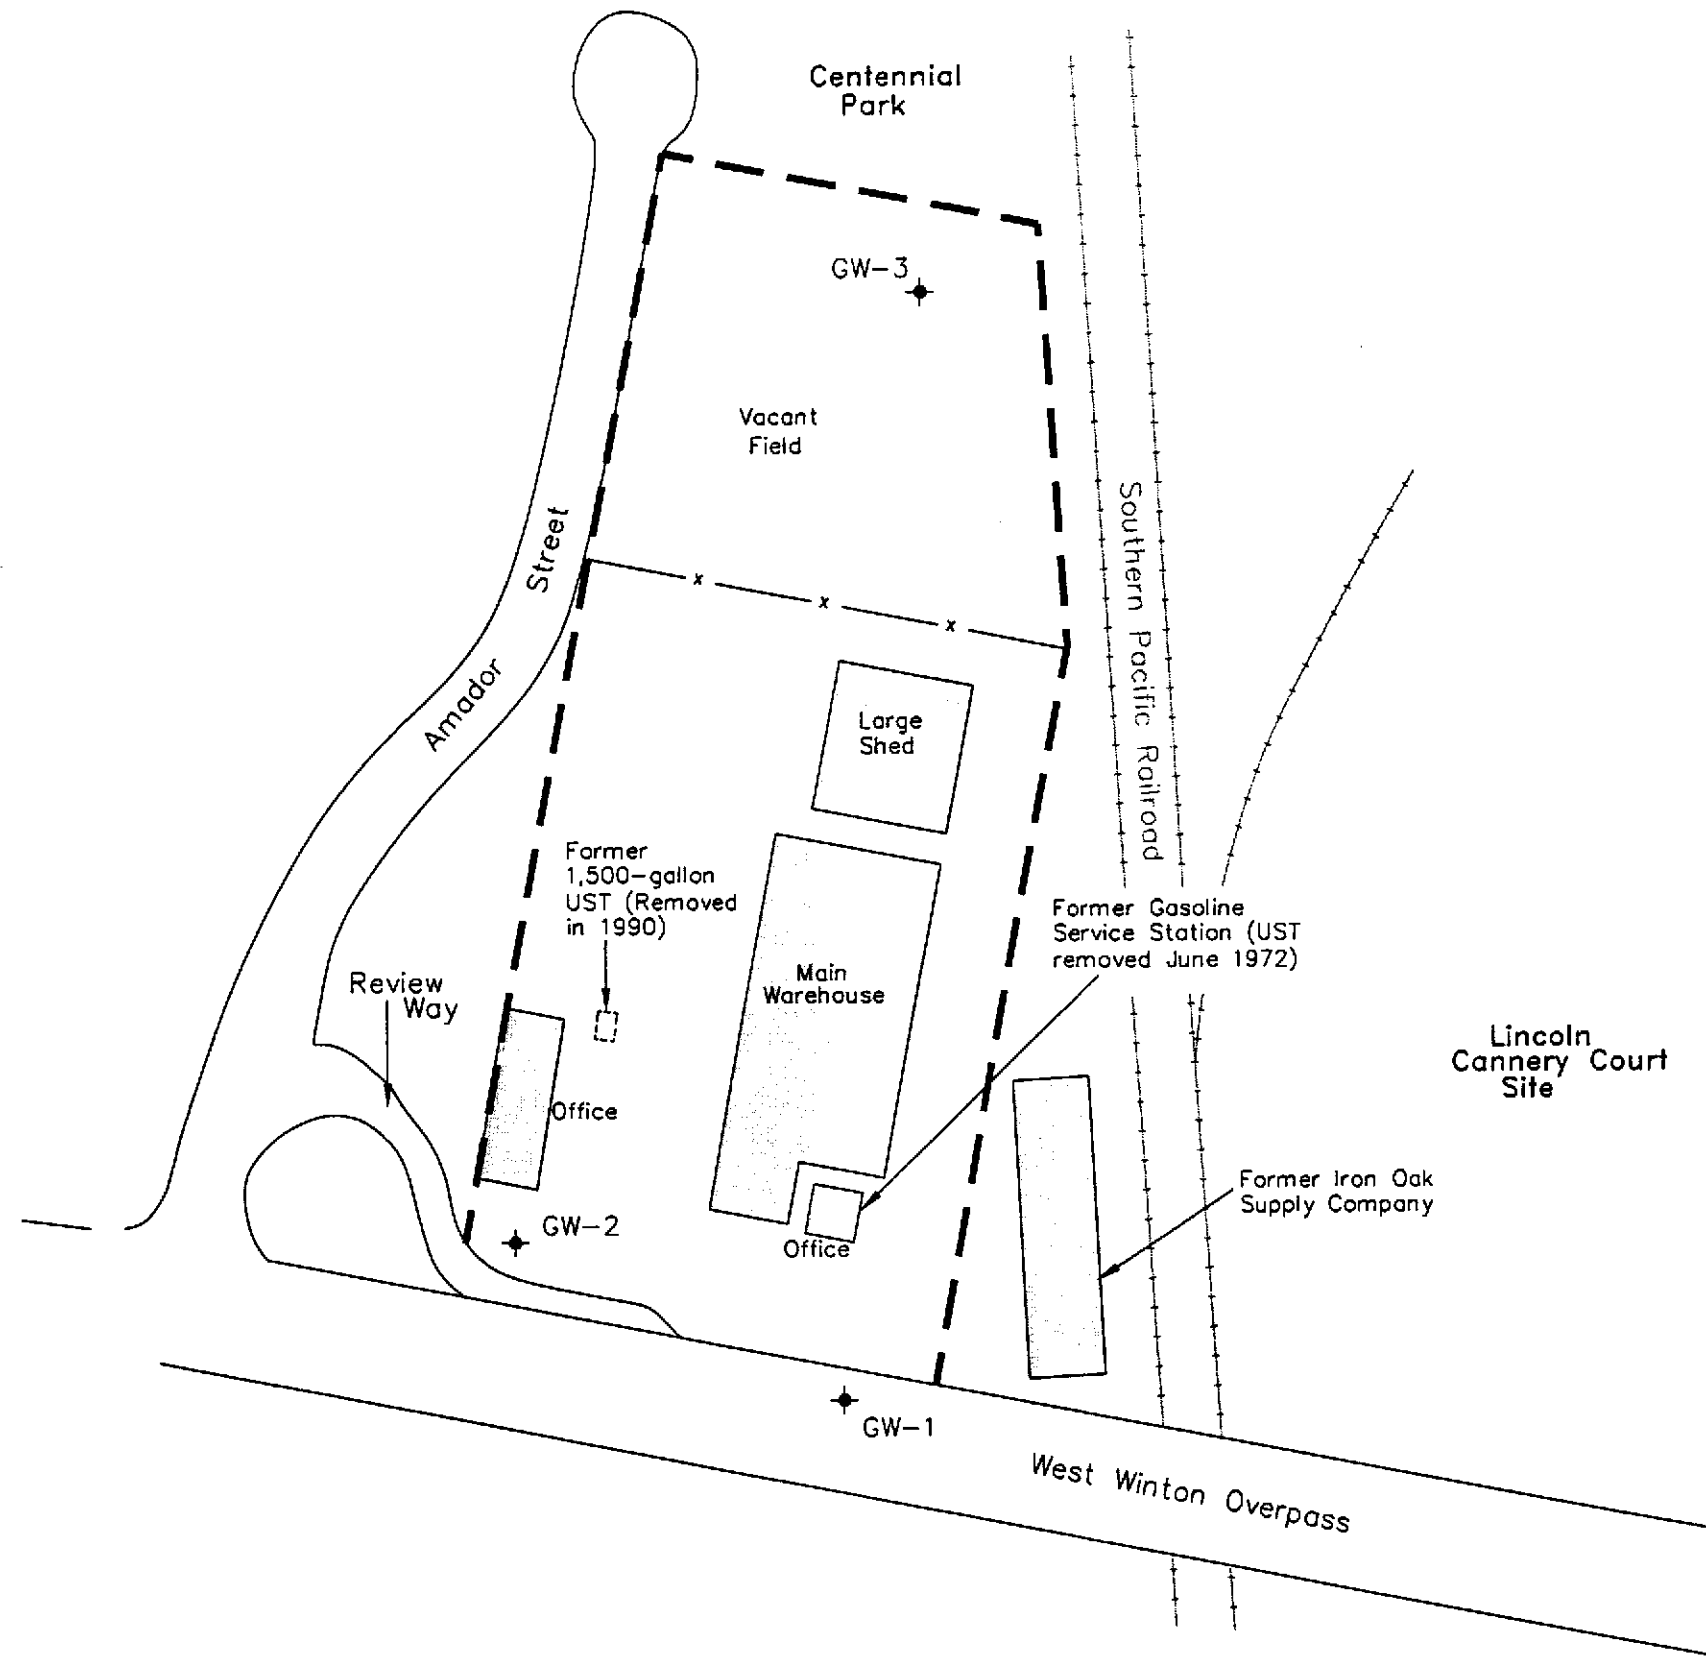 Centennial
Park
GW-3
Vacant
Field
Amador Street
Southern Pacific Railroad
x x x
Large
Shed
Former
1,500-gallon
UST (Removed
in 1990)
Former Gasoline
Service Station (UST
removed June 1972)
Main
Warehouse
Review
Way
Lincoln
Cannery Court
Site
Office
Former Iron Oak
Supply Company
GW-2
Office
GW-1
West Winton Overpass